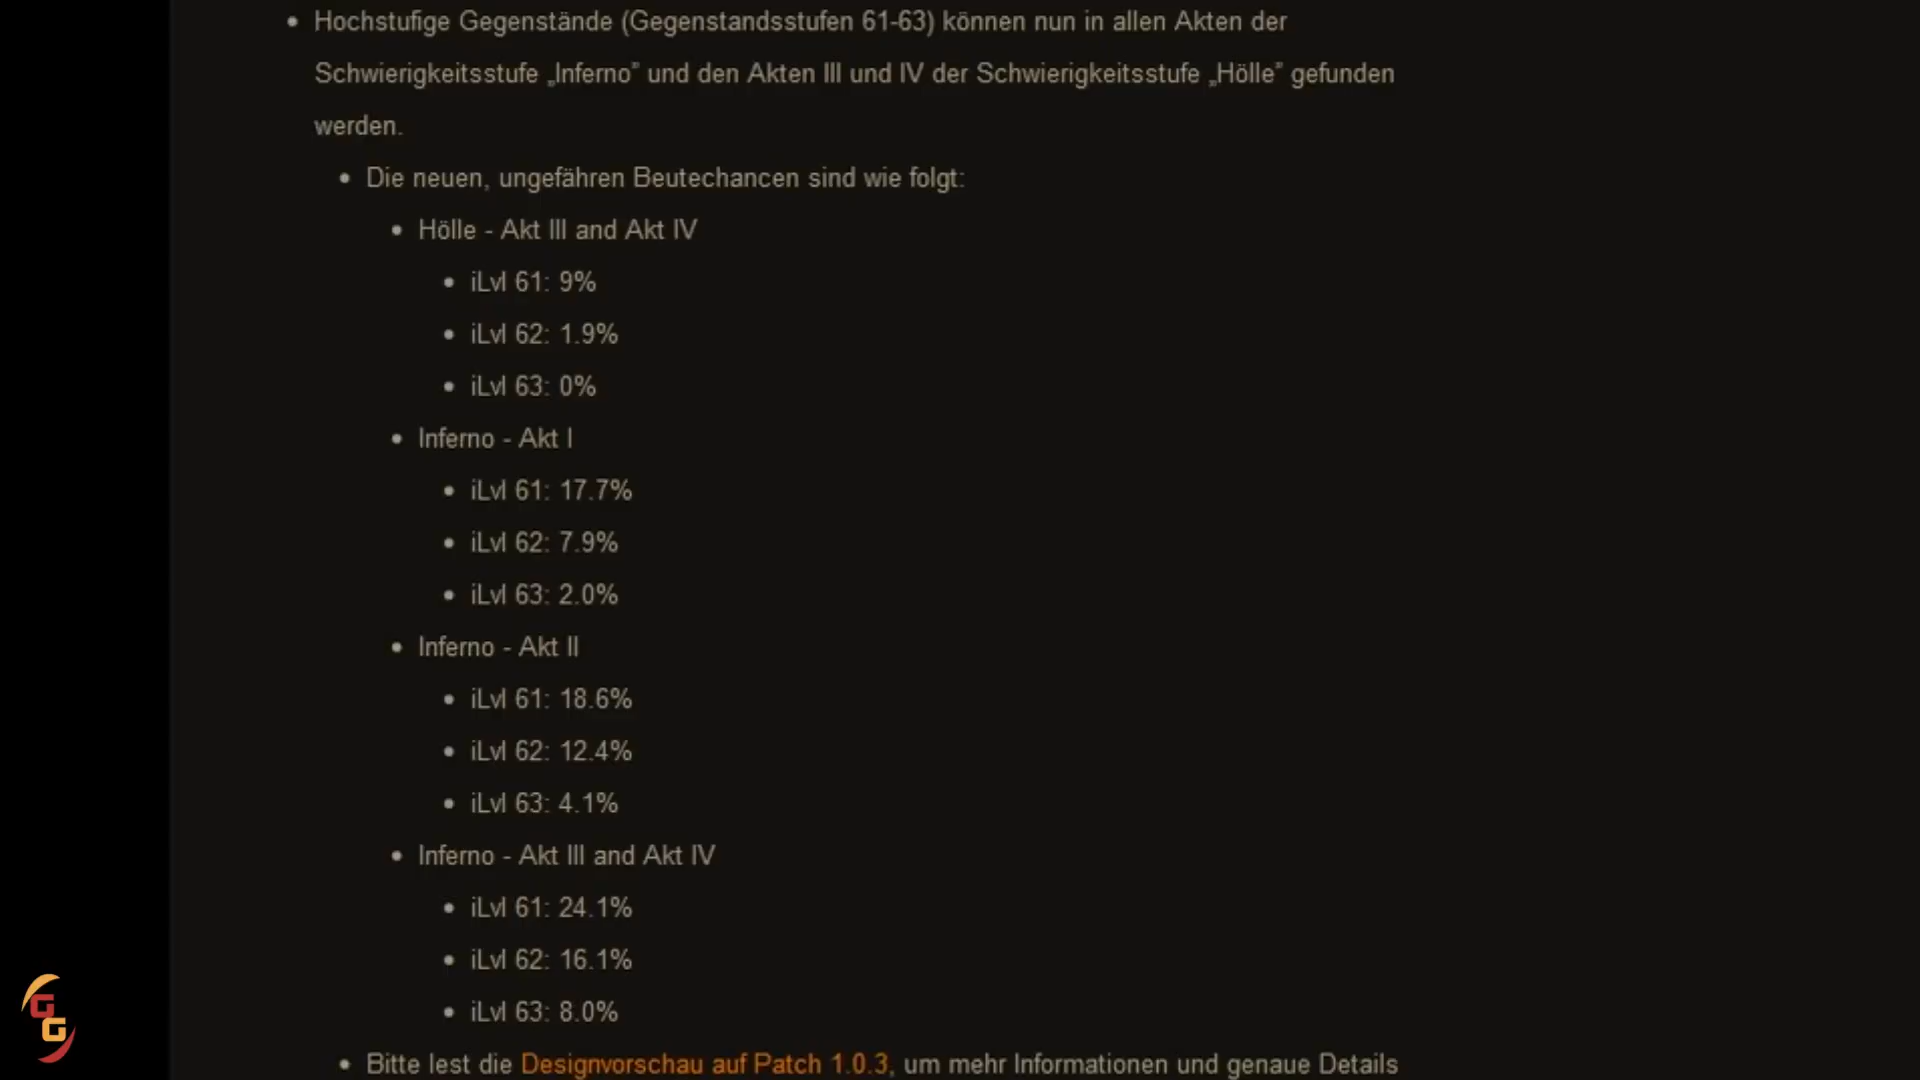 Hochstufige Gegenstände (Gegenstandsstufen 61-63) können nun in allen Akten der
Schwierigkeitsstufe „Inferno” und den Akten III und IV der Schwierigkeitsstufe „Hölle” gefunden
werden.
Die neuen, ungefähren Beutechancen sind wie folgt:
Hölle - Akt III and Akt IV
iLvl 61: 9%
iLvl 62: 1.9%
iLvl 63: 0%
Inferno - Akt I
iLvl 61: 17.7%
iLvl 62: 7.9%
iLvl 63: 2.0%
Inferno - Akt II
iLvl 61: 18.6%
iLvl 62: 12.4%
iLvl 63: 4.1%
Inferno - Akt III and Akt IV
iLvl 61: 24.1%
iLvl 62: 16.1%
iLvl 63: 8.0%
Bitte lest die Designvorschau auf Patch 1.0.3, um mehr Informationen und genaue Details
GG